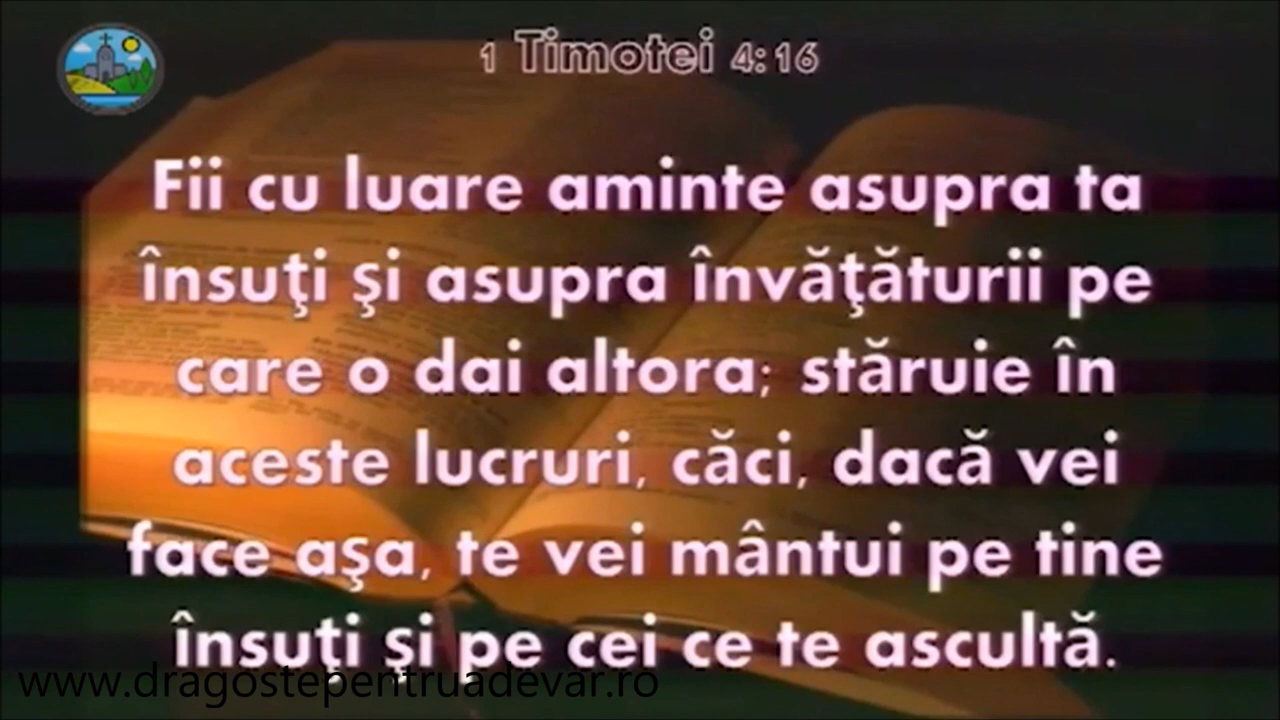 1 Timotei 4:16
Fii cu luare aminte asupra ta
însuţi şi asupra învăţăturii pe
care o dai altora; stăruie în
aceste lucruri, căci, dacă vei
face aşa, te vei mântui pe tine
însuţi şi pe cei ce te ascultă.
www.dragostepentruadevar.ro